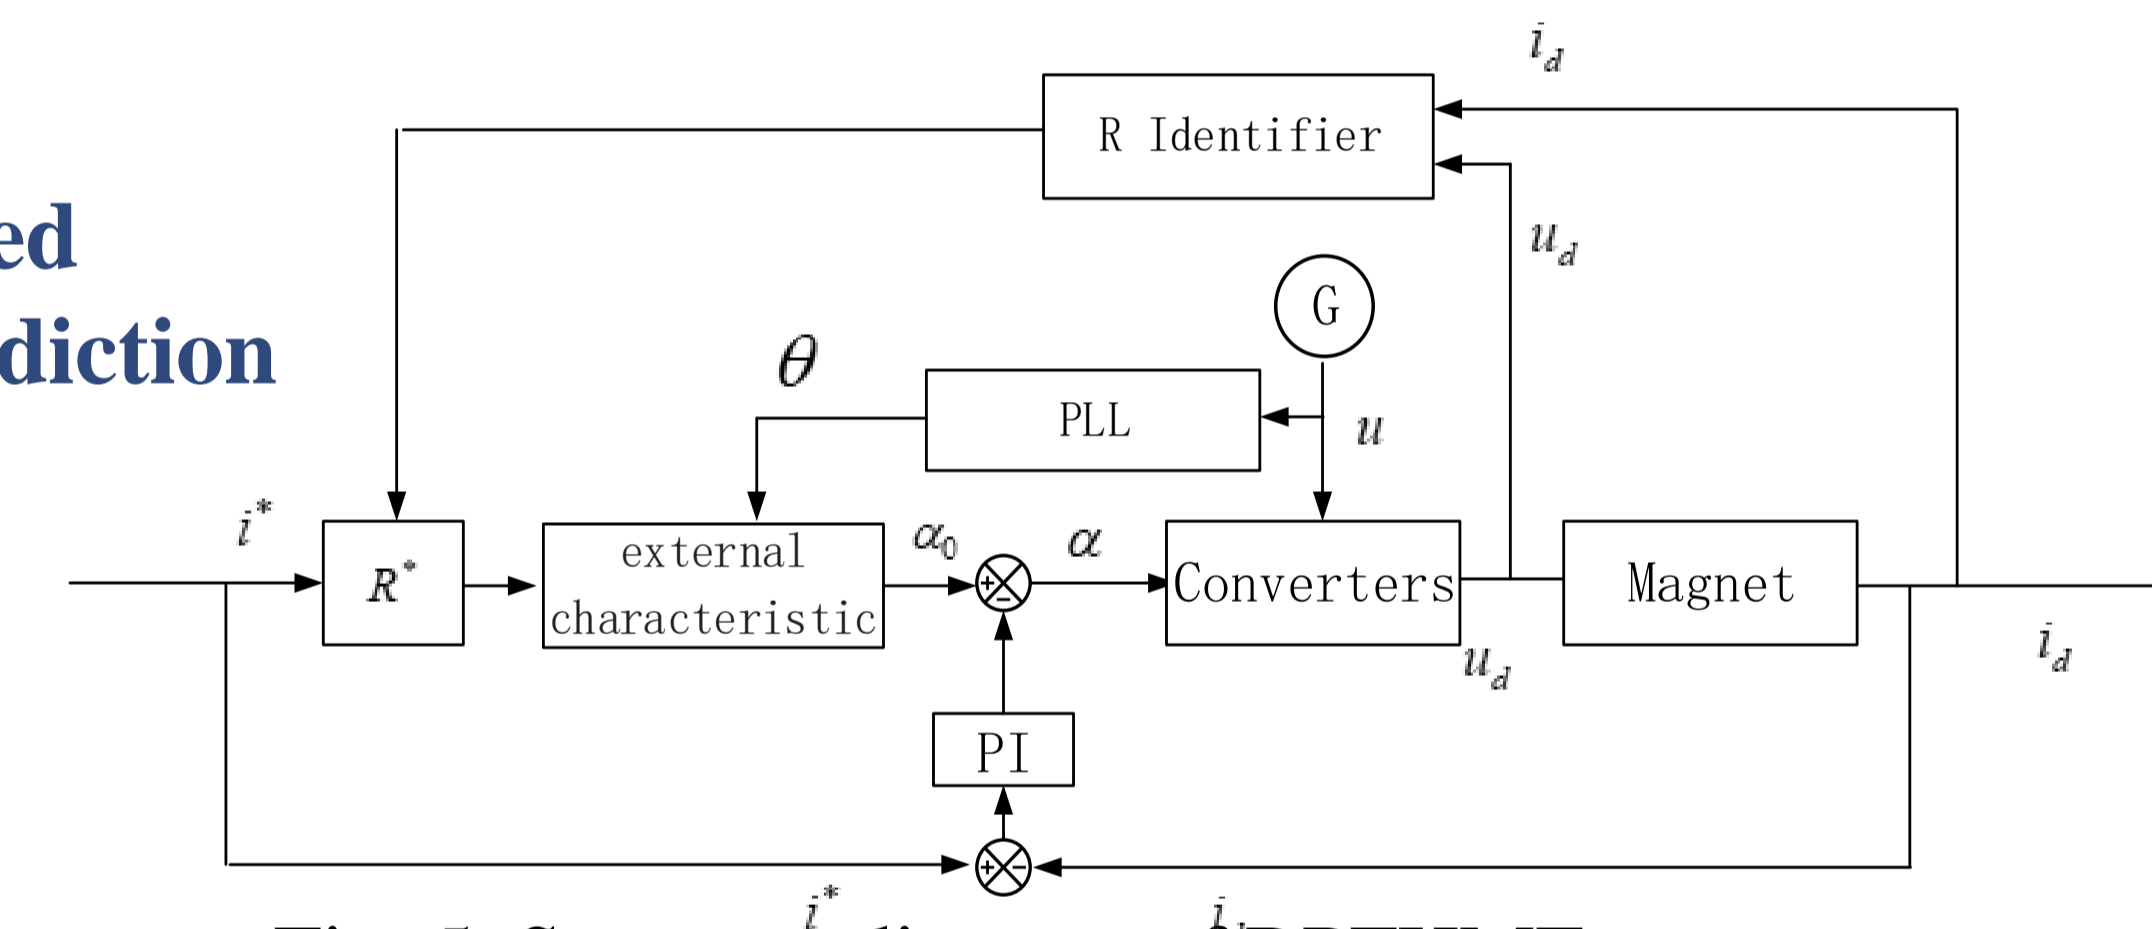 i_d
R Identifier
u_d
ed
G
diction
θ
PLL
u
i*
α₀
α
R*
external
characteristic
Converters
Magnet
u_d
i_d
PI
i*